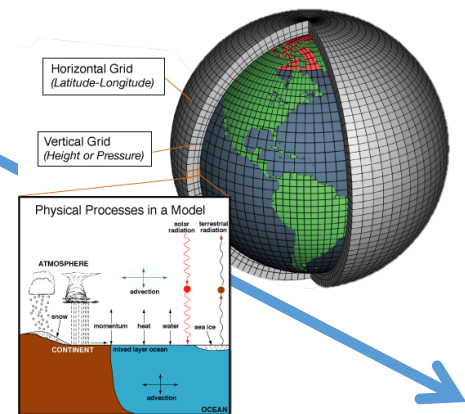 Horizontal Grid
(Latitude-Longitude)
Vertical Grid
(Height or Pressure)
Physical Processes in a Model
solar
radiation
terrestrial
radiation
ATMOSPHERE
advection
snow
momentum
heat
water
sea ice
CONTINENT
mixed layer ocean
advection
OCEAN